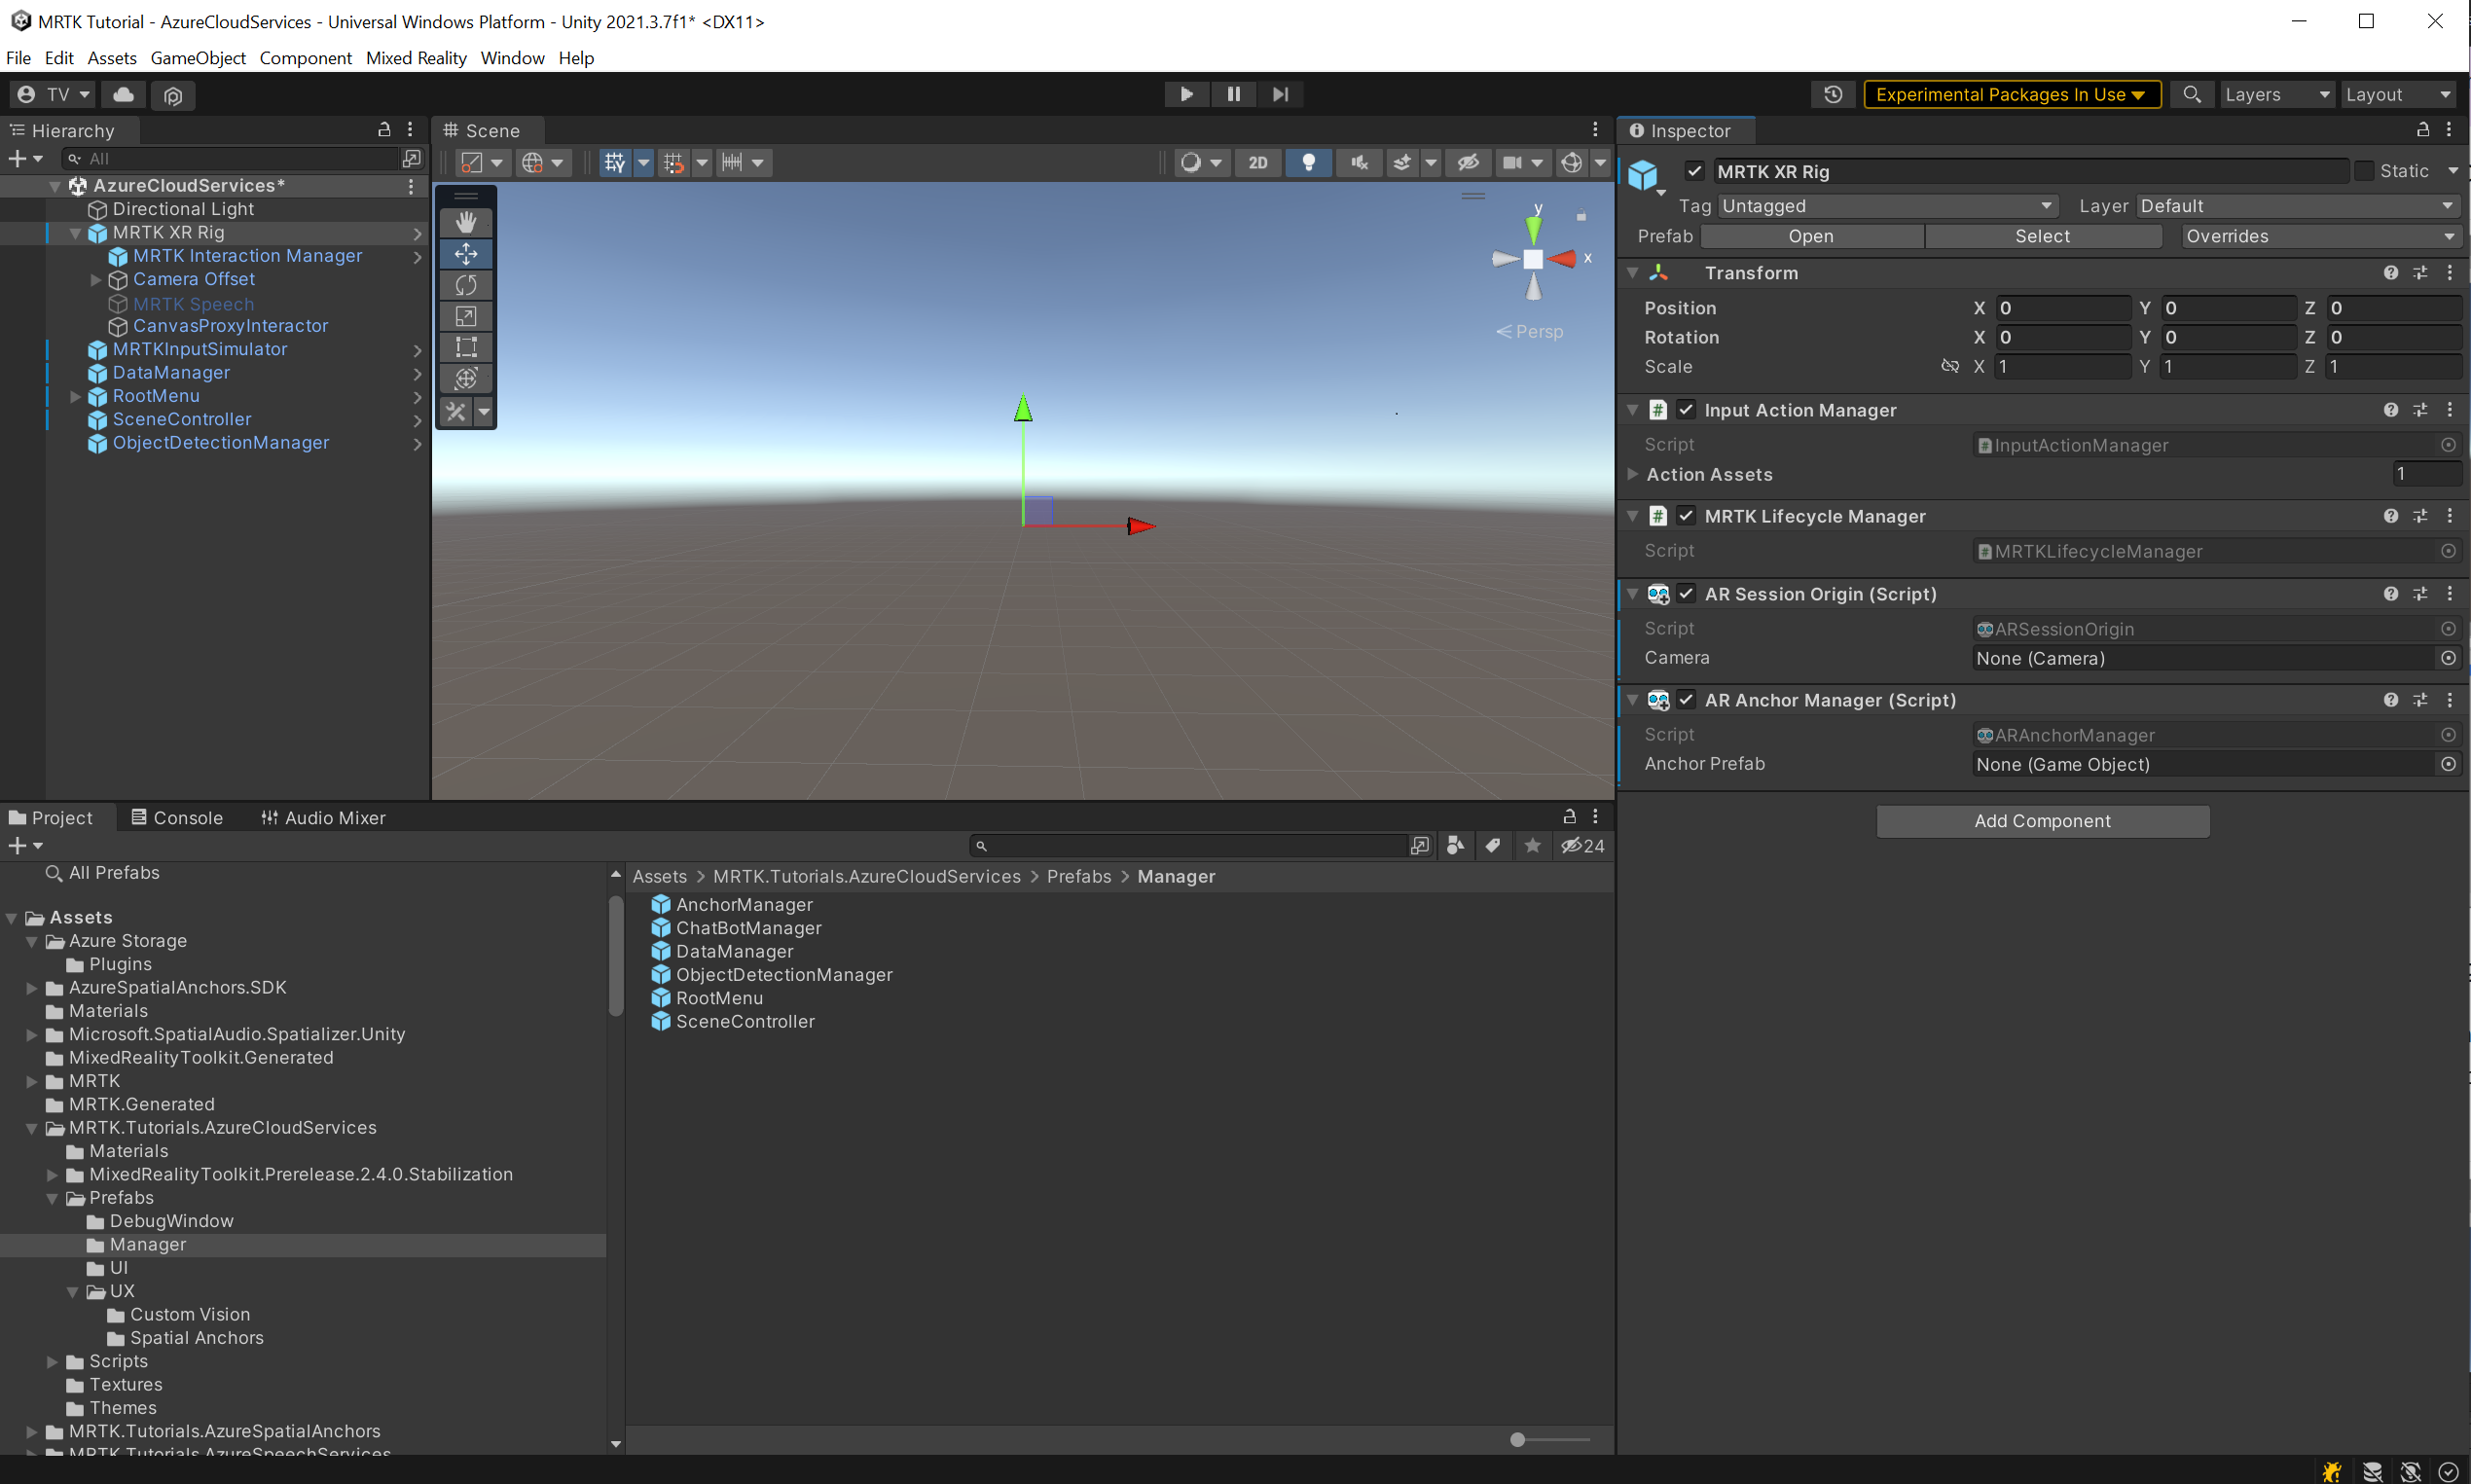 MRTK Tutorial - AzureCloudServices - Universal Windows Platform - Unity 2021.3.7f1* <DX11>
File Edit Assets GameObject Component Mixed Reality Window Help
TV
Experimental Packages In Use
Layers
Layout
Hierarchy
All
AzureCloudServices*
Directional Light
MRTK XR Rig
MRTK Interaction Manager
Camera Offset
MRTK Speech
CanvasProxyInteractor
MRTKInputSimulator
DataManager
RootMenu
SceneController
ObjectDetectionManager
Scene
2D
y
x
Persp
Inspector
MRTK XR Rig
Static
Tag Untagged Layer Default
Prefab Open Select Overrides
Transform
Position X 0 Y 0 Z 0
Rotation X 0 Y 0 Z 0
Scale X 1 Y 1 Z 1
# Input Action Manager
Script # InputActionManager
Action Assets 1
# MRTK Lifecycle Manager
Script # MRTKLifecycleManager
AR Session Origin (Script)
Script ARSessionOrigin
Camera None (Camera)
AR Anchor Manager (Script)
Script ARAnchorManager
Anchor Prefab None (Game Object)
Add Component
Project Console Audio Mixer
24
All Prefabs
Assets
Azure Storage
Plugins
AzureSpatialAnchors.SDK
Materials
Microsoft.SpatialAudio.Spatializer.Unity
MixedRealityToolkit.Generated
MRTK
MRTK.Generated
MRTK.Tutorials.AzureCloudServices
Materials
MixedRealityToolkit.Prerelease.2.4.0.Stabilization
Prefabs
DebugWindow
Manager
UI
UX
Custom Vision
Spatial Anchors
Scripts
Textures
Themes
MRTK.Tutorials.AzureSpatialAnchors
MRTK.Tutorials.AzureSpeechServices
Assets > MRTK.Tutorials.AzureCloudServices > Prefabs > Manager
AnchorManager
ChatBotManager
DataManager
ObjectDetectionManager
RootMenu
SceneController